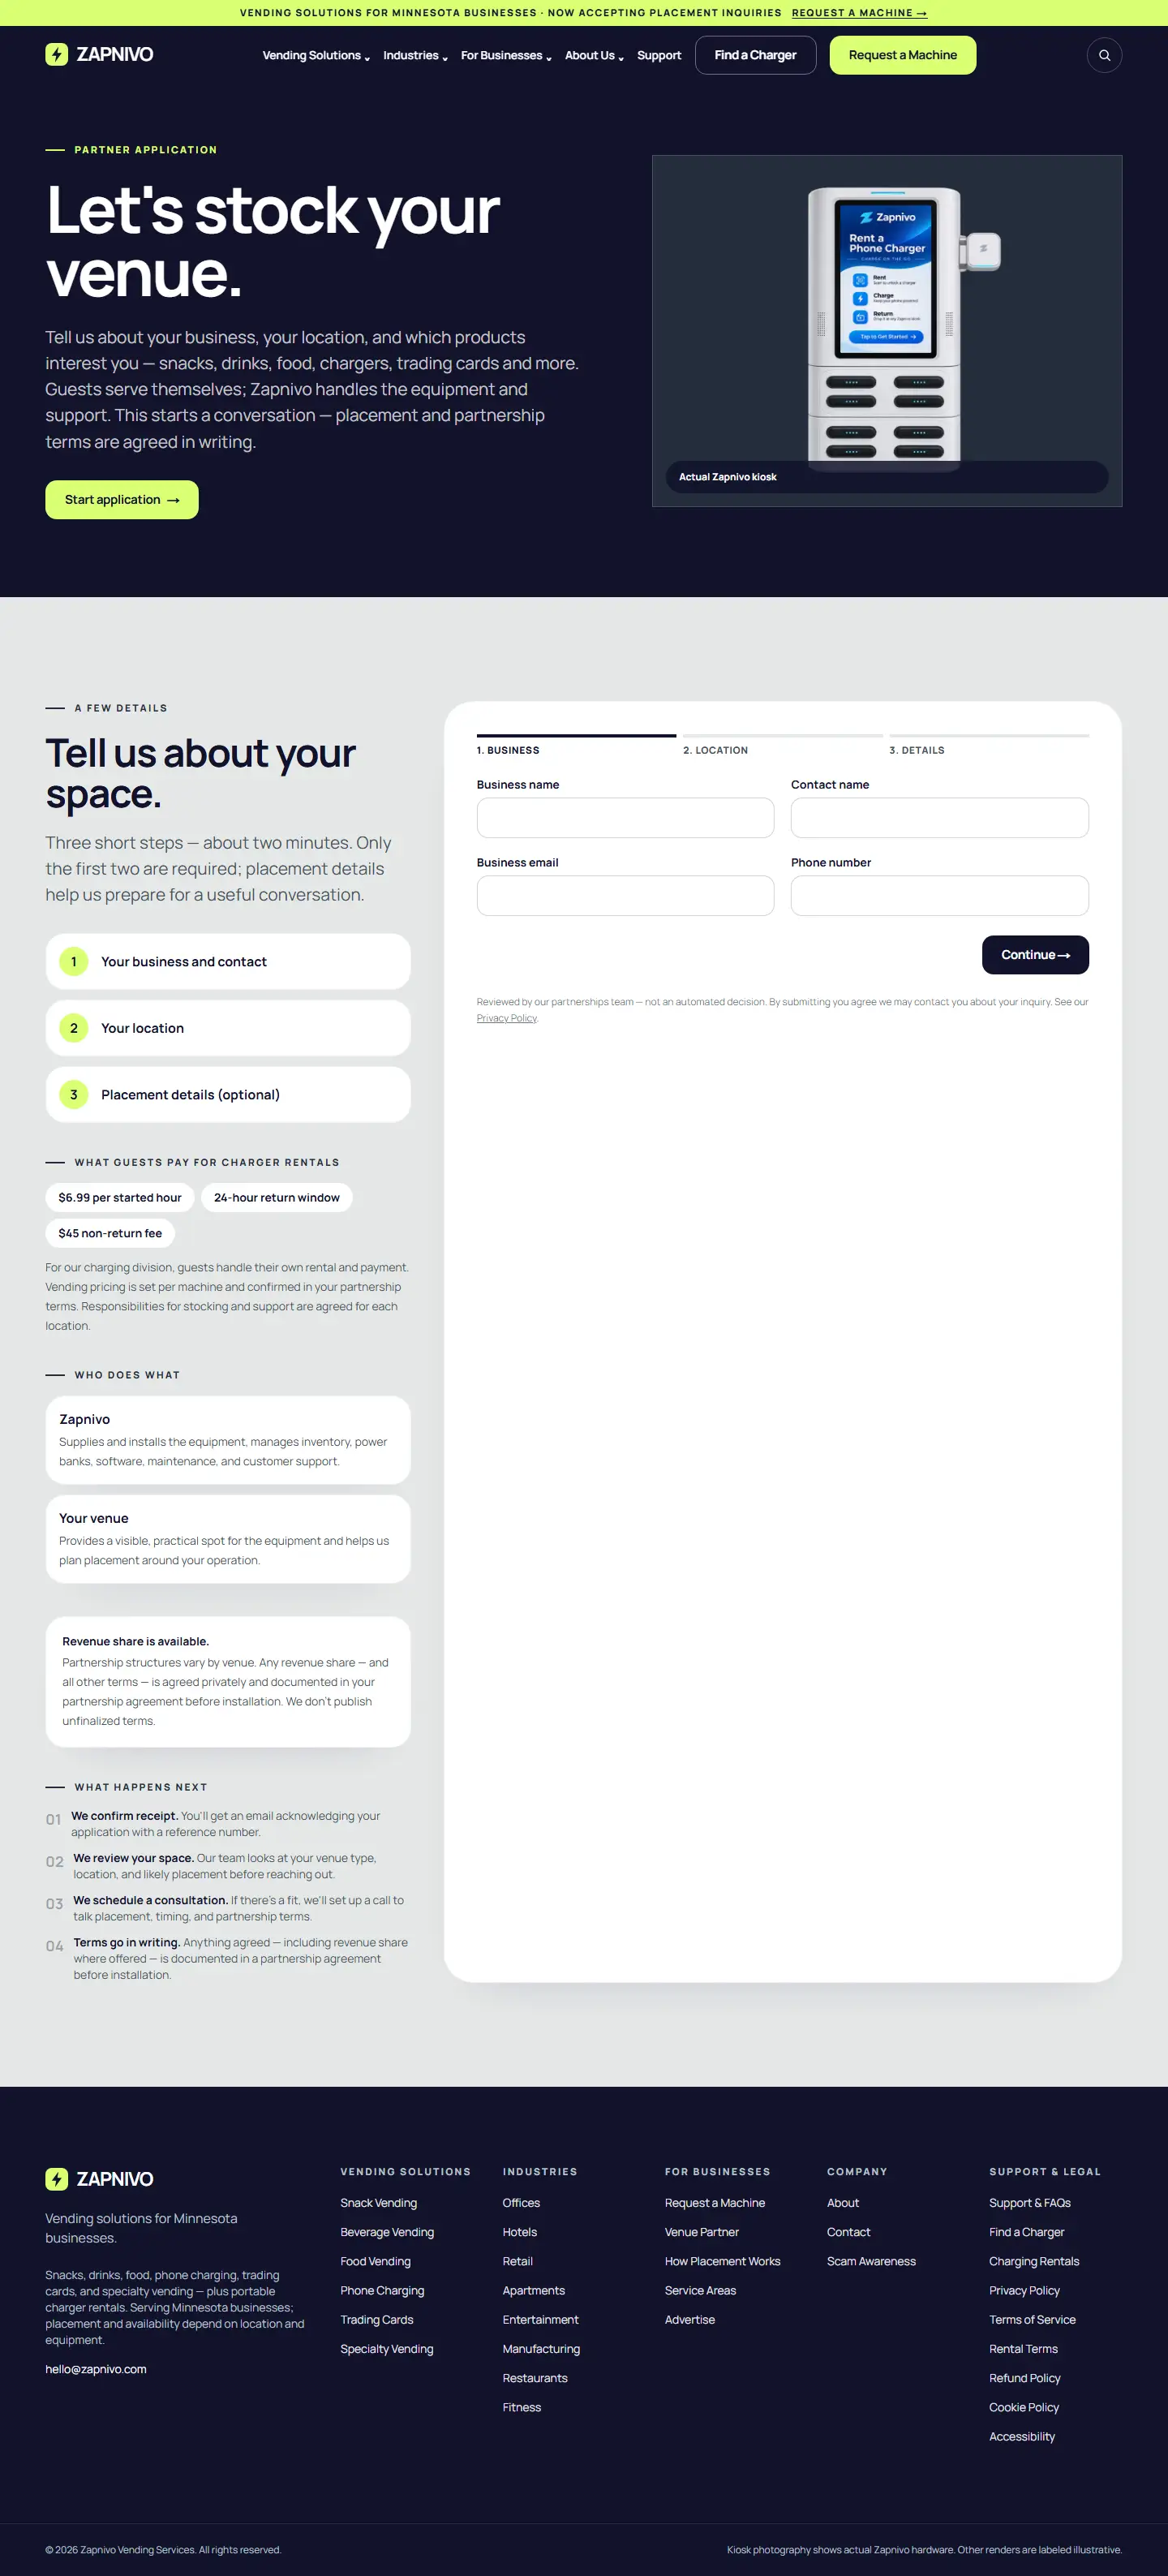 VENDING SOLUTIONS FOR MINNESOTA BUSINESSES · NOW ACCEPTING PLACEMENT INQUIRIES REQUEST A MACHINE →
ZAPNIVO
Vending Solutions Industries For Businesses About Us Support Find a Charger Request a Machine
PARTNER APPLICATION
Let's stock your
venue.
Tell us about your business, your location, and which products
interest you — snacks, drinks, food, chargers, trading cards and more.
Guests serve themselves; Zapnivo handles the equipment and
support. This starts a conversation — placement and partnership
terms are agreed in writing.
Start application →
Zapnivo
Rent a
Phone Charger
Rent
Charge
Return
Tap to Get Started →
Actual Zapnivo kiosk
A FEW DETAILS
Tell us about your
space.
Three short steps — about two minutes. Only
the first two are required; placement details
help us prepare for a useful conversation.
1 Your business and contact
2 Your location
3 Placement details (optional)
WHAT GUESTS PAY FOR CHARGER RENTALS
$6.99 per started hour
24-hour return window
$45 non-return fee
For our charging division, guests handle their own rental and payment.
Vending pricing is set per machine and confirmed in your partnership
terms. Responsibilities for stocking and support are agreed for each
location.
WHO DOES WHAT
Zapnivo
Supplies and installs the equipment, manages inventory, power
banks, software, maintenance, and customer support.
Your venue
Provides a visible, practical spot for the equipment and helps us
plan placement around your operation.
Revenue share is available.
Partnership structures vary by venue. Any revenue share — and
all other terms — is agreed privately and documented in your
partnership agreement before installation. We don't publish
unfinalized terms.
WHAT HAPPENS NEXT
01 We confirm receipt. You'll get an email acknowledging your
application with a reference number.
02 We review your space. Our team looks at your venue type,
location, and likely placement before reaching out.
03 We schedule a consultation. If there's a fit, we'll set up a call to
talk placement, timing, and partnership terms.
04 Terms go in writing. Anything agreed — including revenue share
where offered — is documented in a partnership agreement
before installation.
1. BUSINESS
2. LOCATION
3. DETAILS
Business name
Contact name
Business email
Phone number
Continue →
Reviewed by our partnerships team — not an automated decision. By submitting you agree we may contact you about your inquiry. See our
Privacy Policy.
ZAPNIVO
Vending solutions for Minnesota
businesses.
Snacks, drinks, food, phone charging, trading
cards, and specialty vending — plus portable
charger rentals. Serving Minnesota businesses;
placement and availability depend on location and
equipment.
hello@zapnivo.com
VENDING SOLUTIONS
Snack Vending
Beverage Vending
Food Vending
Phone Charging
Trading Cards
Specialty Vending
INDUSTRIES
Offices
Hotels
Retail
Apartments
Entertainment
Manufacturing
Restaurants
Fitness
FOR BUSINESSES
Request a Machine
Venue Partner
How Placement Works
Service Areas
Advertise
COMPANY
About
Contact
Scam Awareness
SUPPORT & LEGAL
Support & FAQs
Find a Charger
Charging Rentals
Privacy Policy
Terms of Service
Rental Terms
Refund Policy
Cookie Policy
Accessibility
© 2026 Zapnivo Vending Services. All rights reserved.
Kiosk photography shows actual Zapnivo hardware. Other renders are labeled illustrative.